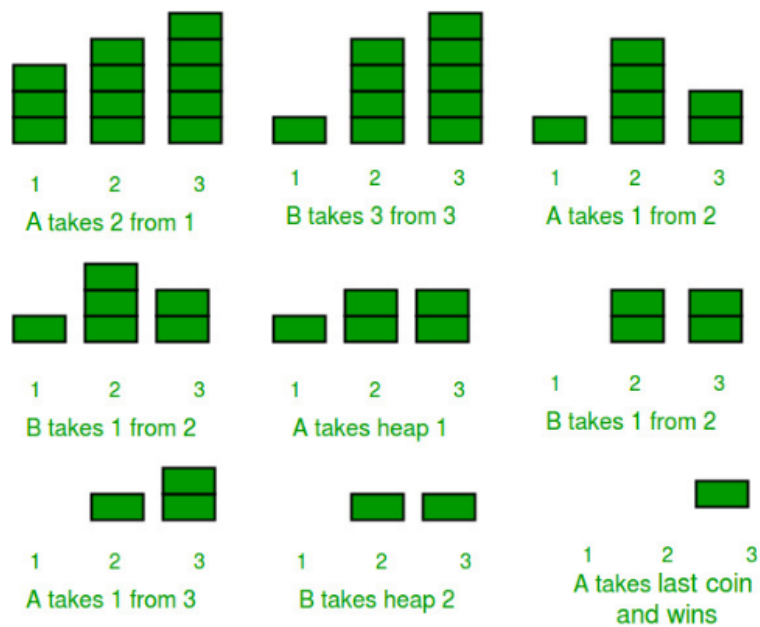 1 2 3
A takes 2 from 1
1 2 3
B takes 3 from 3
1 2 3
A takes 1 from 2
1 2 3
B takes 1 from 2
1 2 3
A takes heap 1
1 2 3
B takes 1 from 2
1 2 3
A takes 1 from 3
1 2 3
B takes heap 2
1 2 3
A takes last coin
and wins